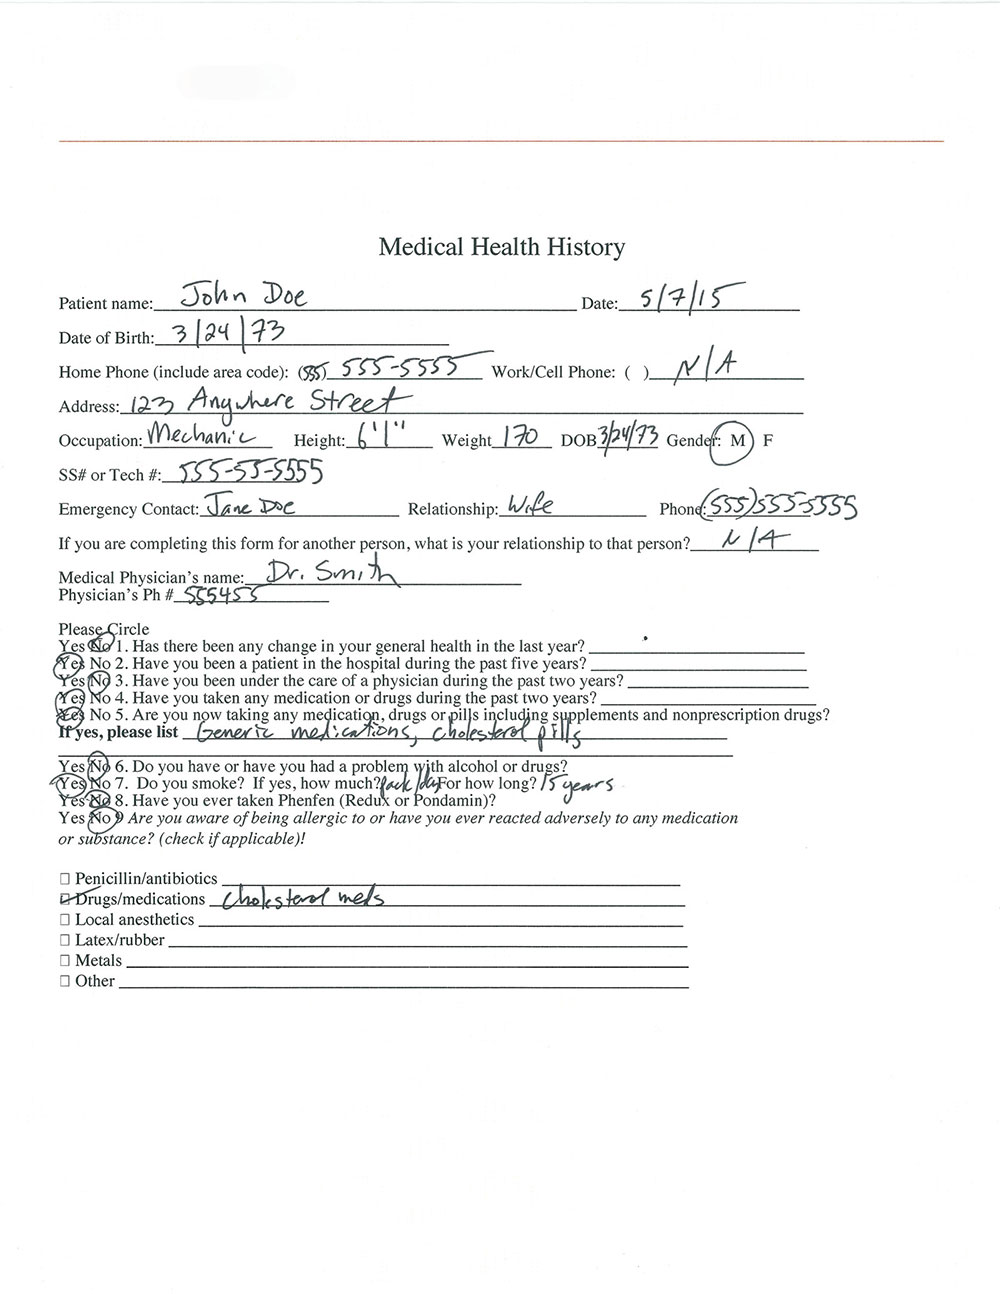 Medical Health History
Patient name: John Doe Date: 5/7/15
Date of Birth: 3/24/73
Home Phone (include area code): (555) 555-5555 Work/Cell Phone: ( ) N/A
Address: 123 Anywhere Street
Occupation: Mechanic Height: 6'1" Weight 170 DOB 3/24/73 Gender: M F
SS# or Tech #: 555-55-5555
Emergency Contact: Jane Doe Relationship: Wife Phone: (555)555-5555
If you are completing this form for another person, what is your relationship to that person? N/A
Medical Physician's name: Dr. Smith
Physician's Ph # 555455
Please Circle
Yes No 1. Has there been any change in your general health in the last year?
Yes No 2. Have you been a patient in the hospital during the past five years?
Yes No 3. Have you been under the care of a physician during the past two years?
Yes No 4. Have you taken any medication or drugs during the past two years?
Yes No 5. Are you now taking any medication, drugs or pills including supplements and nonprescription drugs?
If yes, please list Generic medications, cholesterol pills
Yes No 6. Do you have or have you had a problem with alcohol or drugs?
Yes No 7. Do you smoke? If yes, how much? pack/day For how long? 15 years
Yes No 8. Have you ever taken Phenfen (Redux or Pondamin)?
Yes No 9 Are you aware of being allergic to or have you ever reacted adversely to any medication
or substance? (check if applicable)!
☐ Penicillin/antibiotics
☑ Drugs/medications cholesterol meds
☐ Local anesthetics
☐ Latex/rubber
☐ Metals
☐ Other